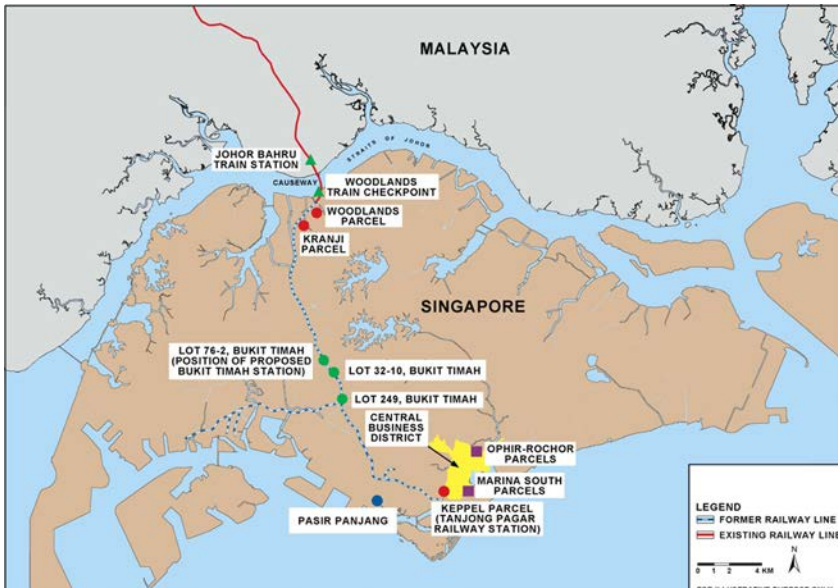 MALAYSIA
STRAITS OF JOHOR
JOHOR BAHRU
TRAIN STATION
CAUSEWAY
WOODLANDS
TRAIN CHECKPOINT
WOODLANDS
PARCEL
KRANJI
PARCEL
SINGAPORE
LOT 76-2, BUKIT TIMAH
(POSITION OF PROPOSED
BUKIT TIMAH STATION)
LOT 32-10, BUKIT TIMAH
LOT 249, BUKIT TIMAH
CENTRAL
BUSINESS
DISTRICT
OPHIR-ROCHOR
PARCELS
MARINA SOUTH
PARCELS
KEPPEL PARCEL
(TANJONG PAGAR
RAILWAY STATION)
PASIR PANJANG
LEGEND
FORMER RAILWAY LINE
EXISTING RAILWAY LINE
0 1 2 4 KM
N